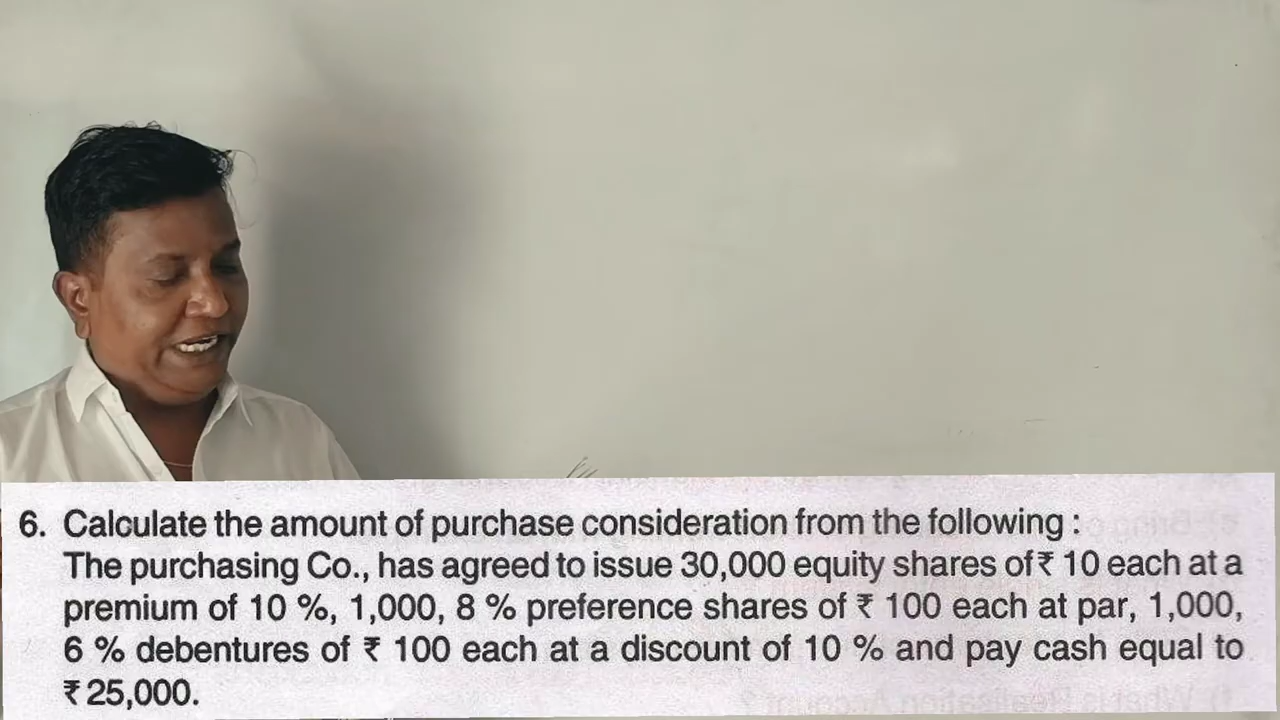 6. Calculate the amount of purchase consideration from the following :
The purchasing Co., has agreed to issue 30,000 equity shares of ₹ 10 each at a
premium of 10 %, 1,000, 8 % preference shares of ₹ 100 each at par, 1,000,
6 % debentures of ₹ 100 each at a discount of 10 % and pay cash equal to
₹ 25,000.